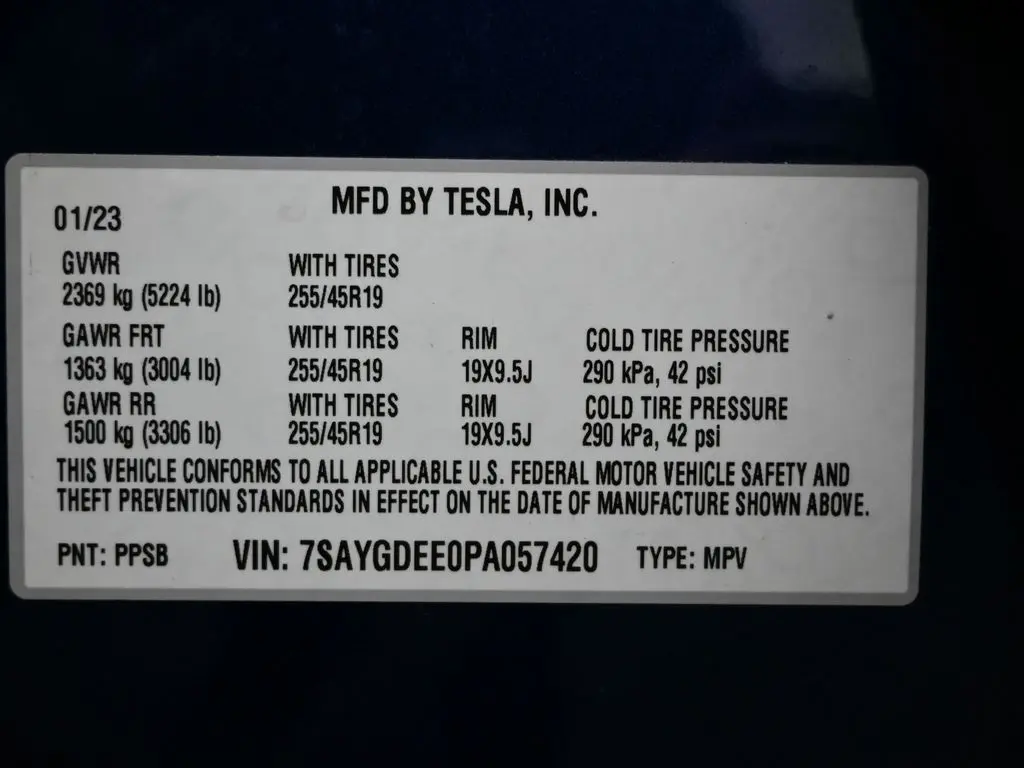 MFD BY TESLA, INC.
01/23
GVWR WITH TIRES
2369 kg (5224 lb) 255/45R19
GAWR FRT WITH TIRES RIM COLD TIRE PRESSURE
1363 kg (3004 lb) 255/45R19 19X9.5J 290 kPa, 42 psi
GAWR RR WITH TIRES RIM COLD TIRE PRESSURE
1500 kg (3306 lb) 255/45R19 19X9.5J 290 kPa, 42 psi
THIS VEHICLE CONFORMS TO ALL APPLICABLE U.S. FEDERAL MOTOR VEHICLE SAFETY AND
THEFT PREVENTION STANDARDS IN EFFECT ON THE DATE OF MANUFACTURE SHOWN ABOVE.
PNT: PPSB VIN: 7SAYGDEE0PA057420 TYPE: MPV